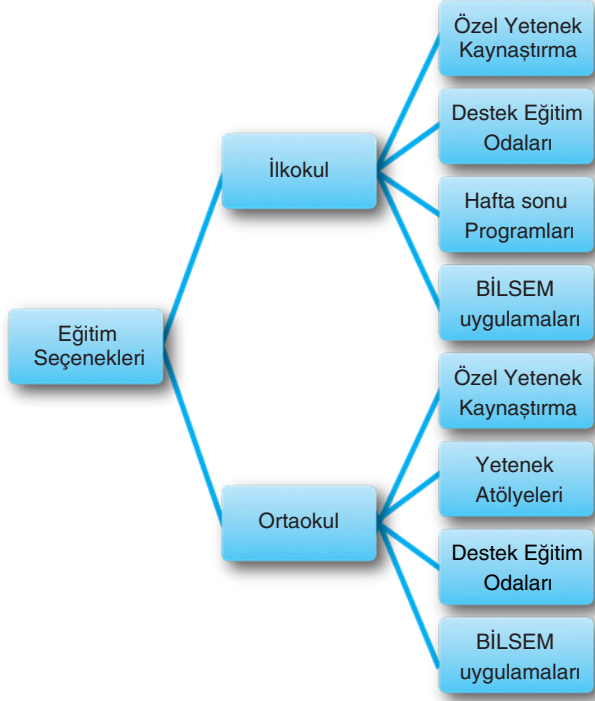 Eğitim
Seçenekleri
İlkokul
Özel Yetenek
Kaynaştırma
Destek Eğitim
Odaları
Hafta sonu
Programları
BİLSEM
uygulamaları
Ortaokul
Özel Yetenek
Kaynaştırma
Yetenek
Atölyeleri
Destek Eğitim
Odaları
BİLSEM
uygulamaları